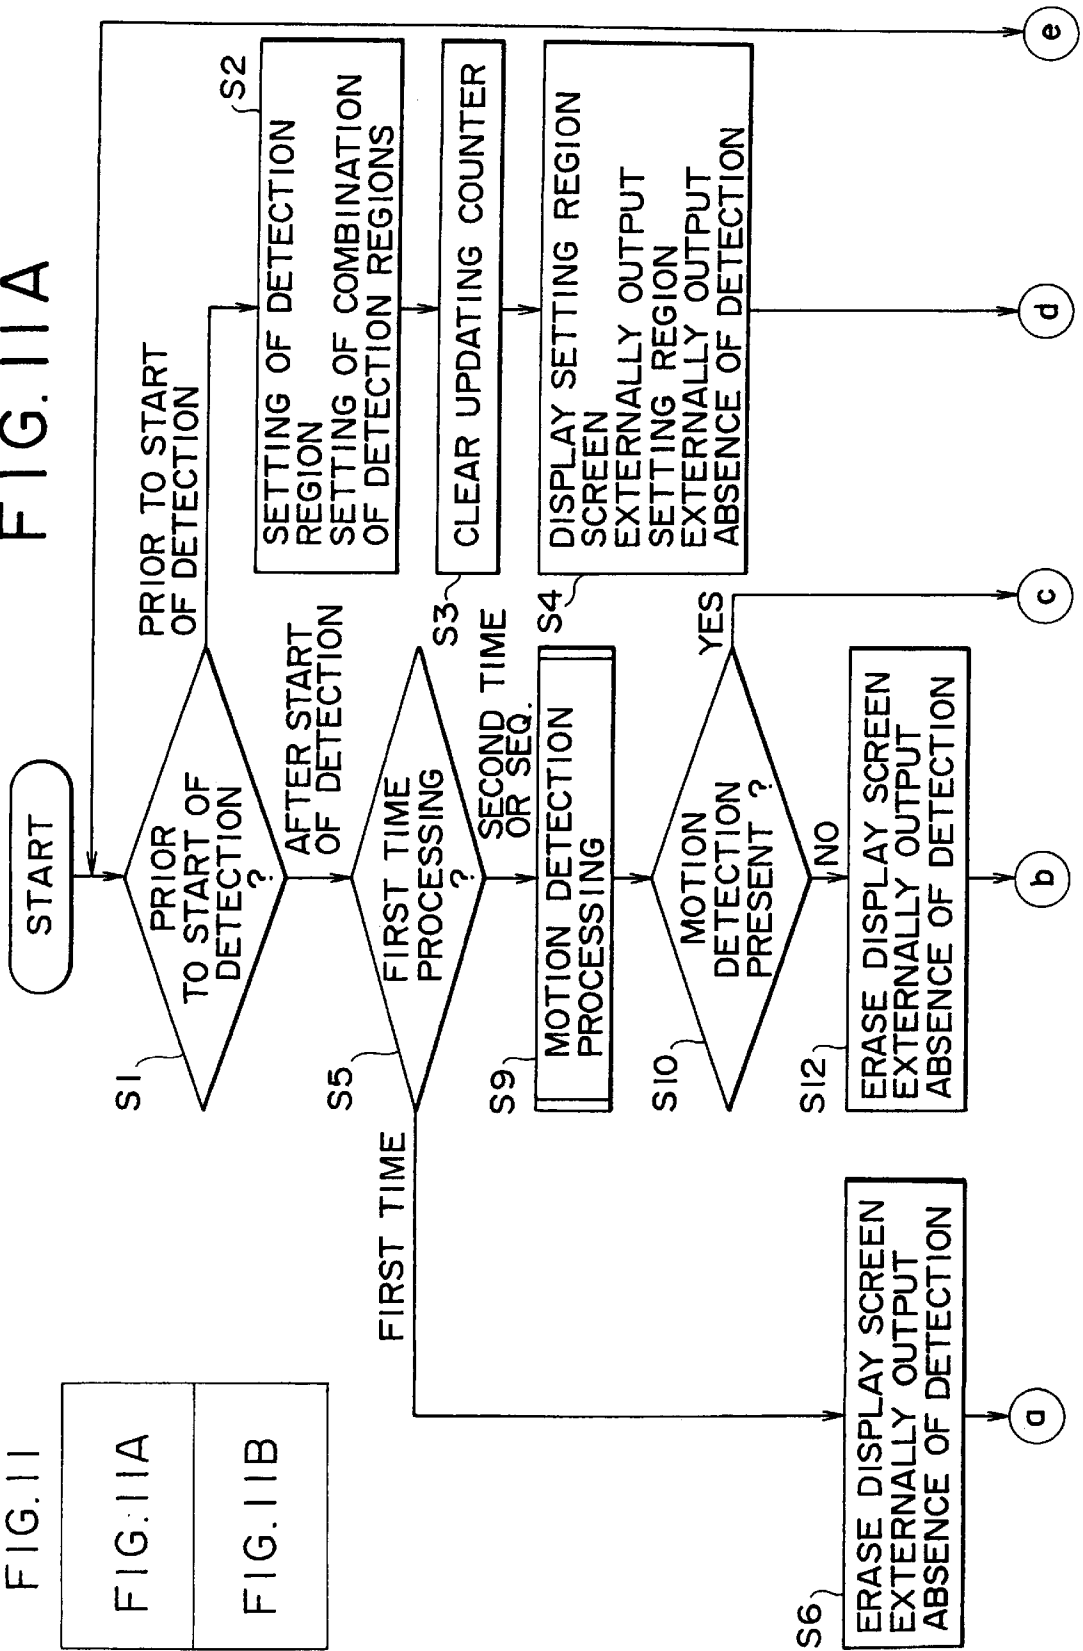 FIG.11
FIG.11A
FIG.11B
FIG.11A
START
S1
PRIOR
TO START OF
DETECTION
?
PRIOR TO START
OF DETECTION
S2
SETTING OF DETECTION
REGION
SETTING OF COMBINATION
OF DETECTION REGIONS
S3
CLEAR UPDATING COUNTER
S4
DISPLAY SETTING REGION
SCREEN
EXTERNALLY OUTPUT
SETTING REGION
EXTERNALLY OUTPUT
ABSENCE OF DETECTION
AFTER START
OF DETECTION
S5
FIRST TIME
PROCESSING
?
FIRST TIME
SECOND TIME
OR SEQ.
S9
MOTION DETECTION
PROCESSING
S10
MOTION
DETECTION
PRESENT ?
YES
NO
S12
ERASE DISPLAY SCREEN
EXTERNALLY OUTPUT
ABSENCE OF DETECTION
S6
ERASE DISPLAY SCREEN
EXTERNALLY OUTPUT
ABSENCE OF DETECTION
a
b
c
d
e